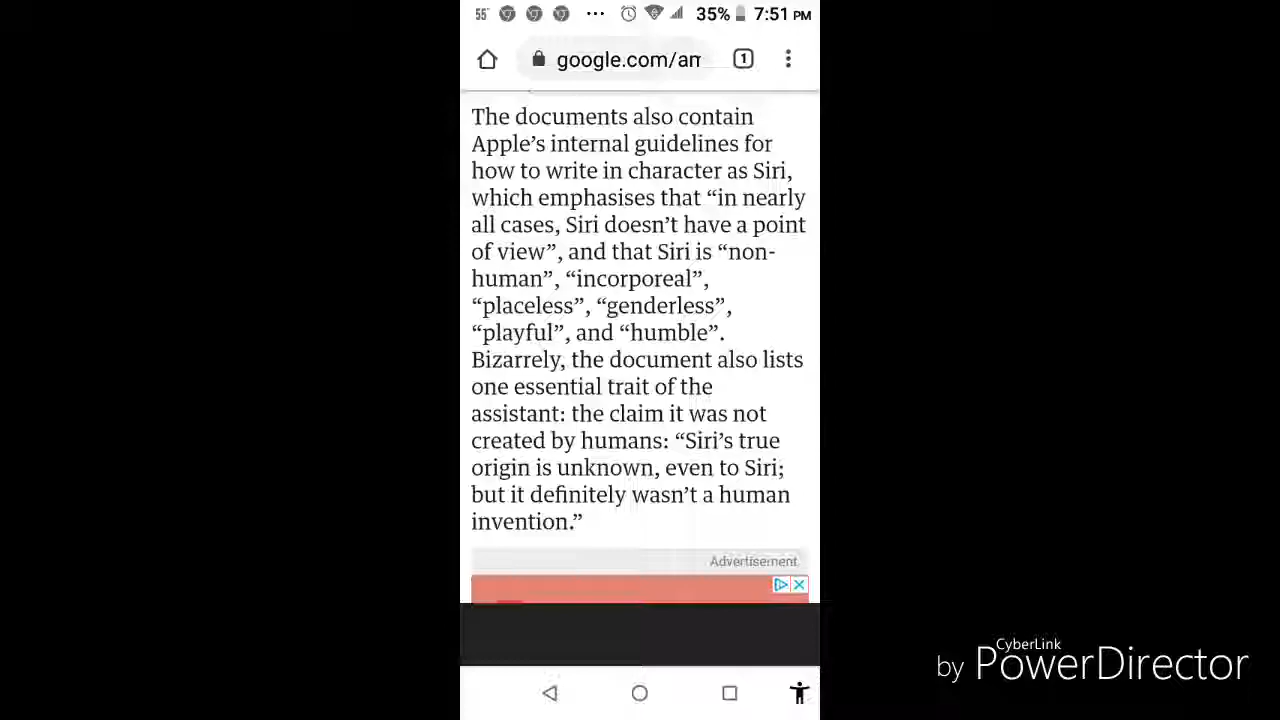 55° 35% 7:51 PM
google.com/am 1
The documents also contain
Apple’s internal guidelines for
how to write in character as Siri,
which emphasises that “in nearly
all cases, Siri doesn’t have a point
of view”, and that Siri is “non-
human”, “incorporeal”,
“placeless”, “genderless”,
“playful”, and “humble”.
Bizarrely, the document also lists
one essential trait of the
assistant: the claim it was not
created by humans: “Siri’s true
origin is unknown, even to Siri;
but it definitely wasn’t a human
invention.”
Advertisement
CyberLink
by PowerDirector